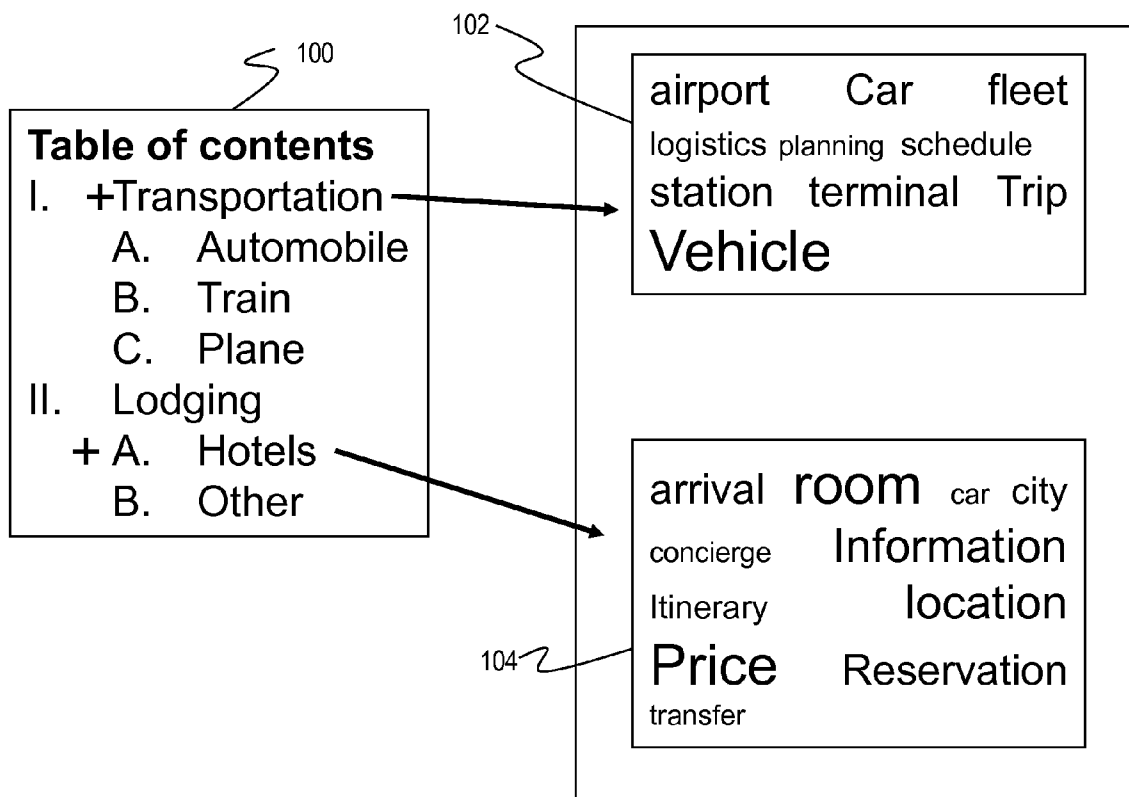 100
Table of contents
I. +Transportation
A. Automobile
B. Train
C. Plane
II. Lodging
+ A. Hotels
B. Other
102
airport Car fleet
logistics planning schedule
station terminal Trip
Vehicle
arrival room car city
concierge Information
Itinerary location
104
Price Reservation
transfer